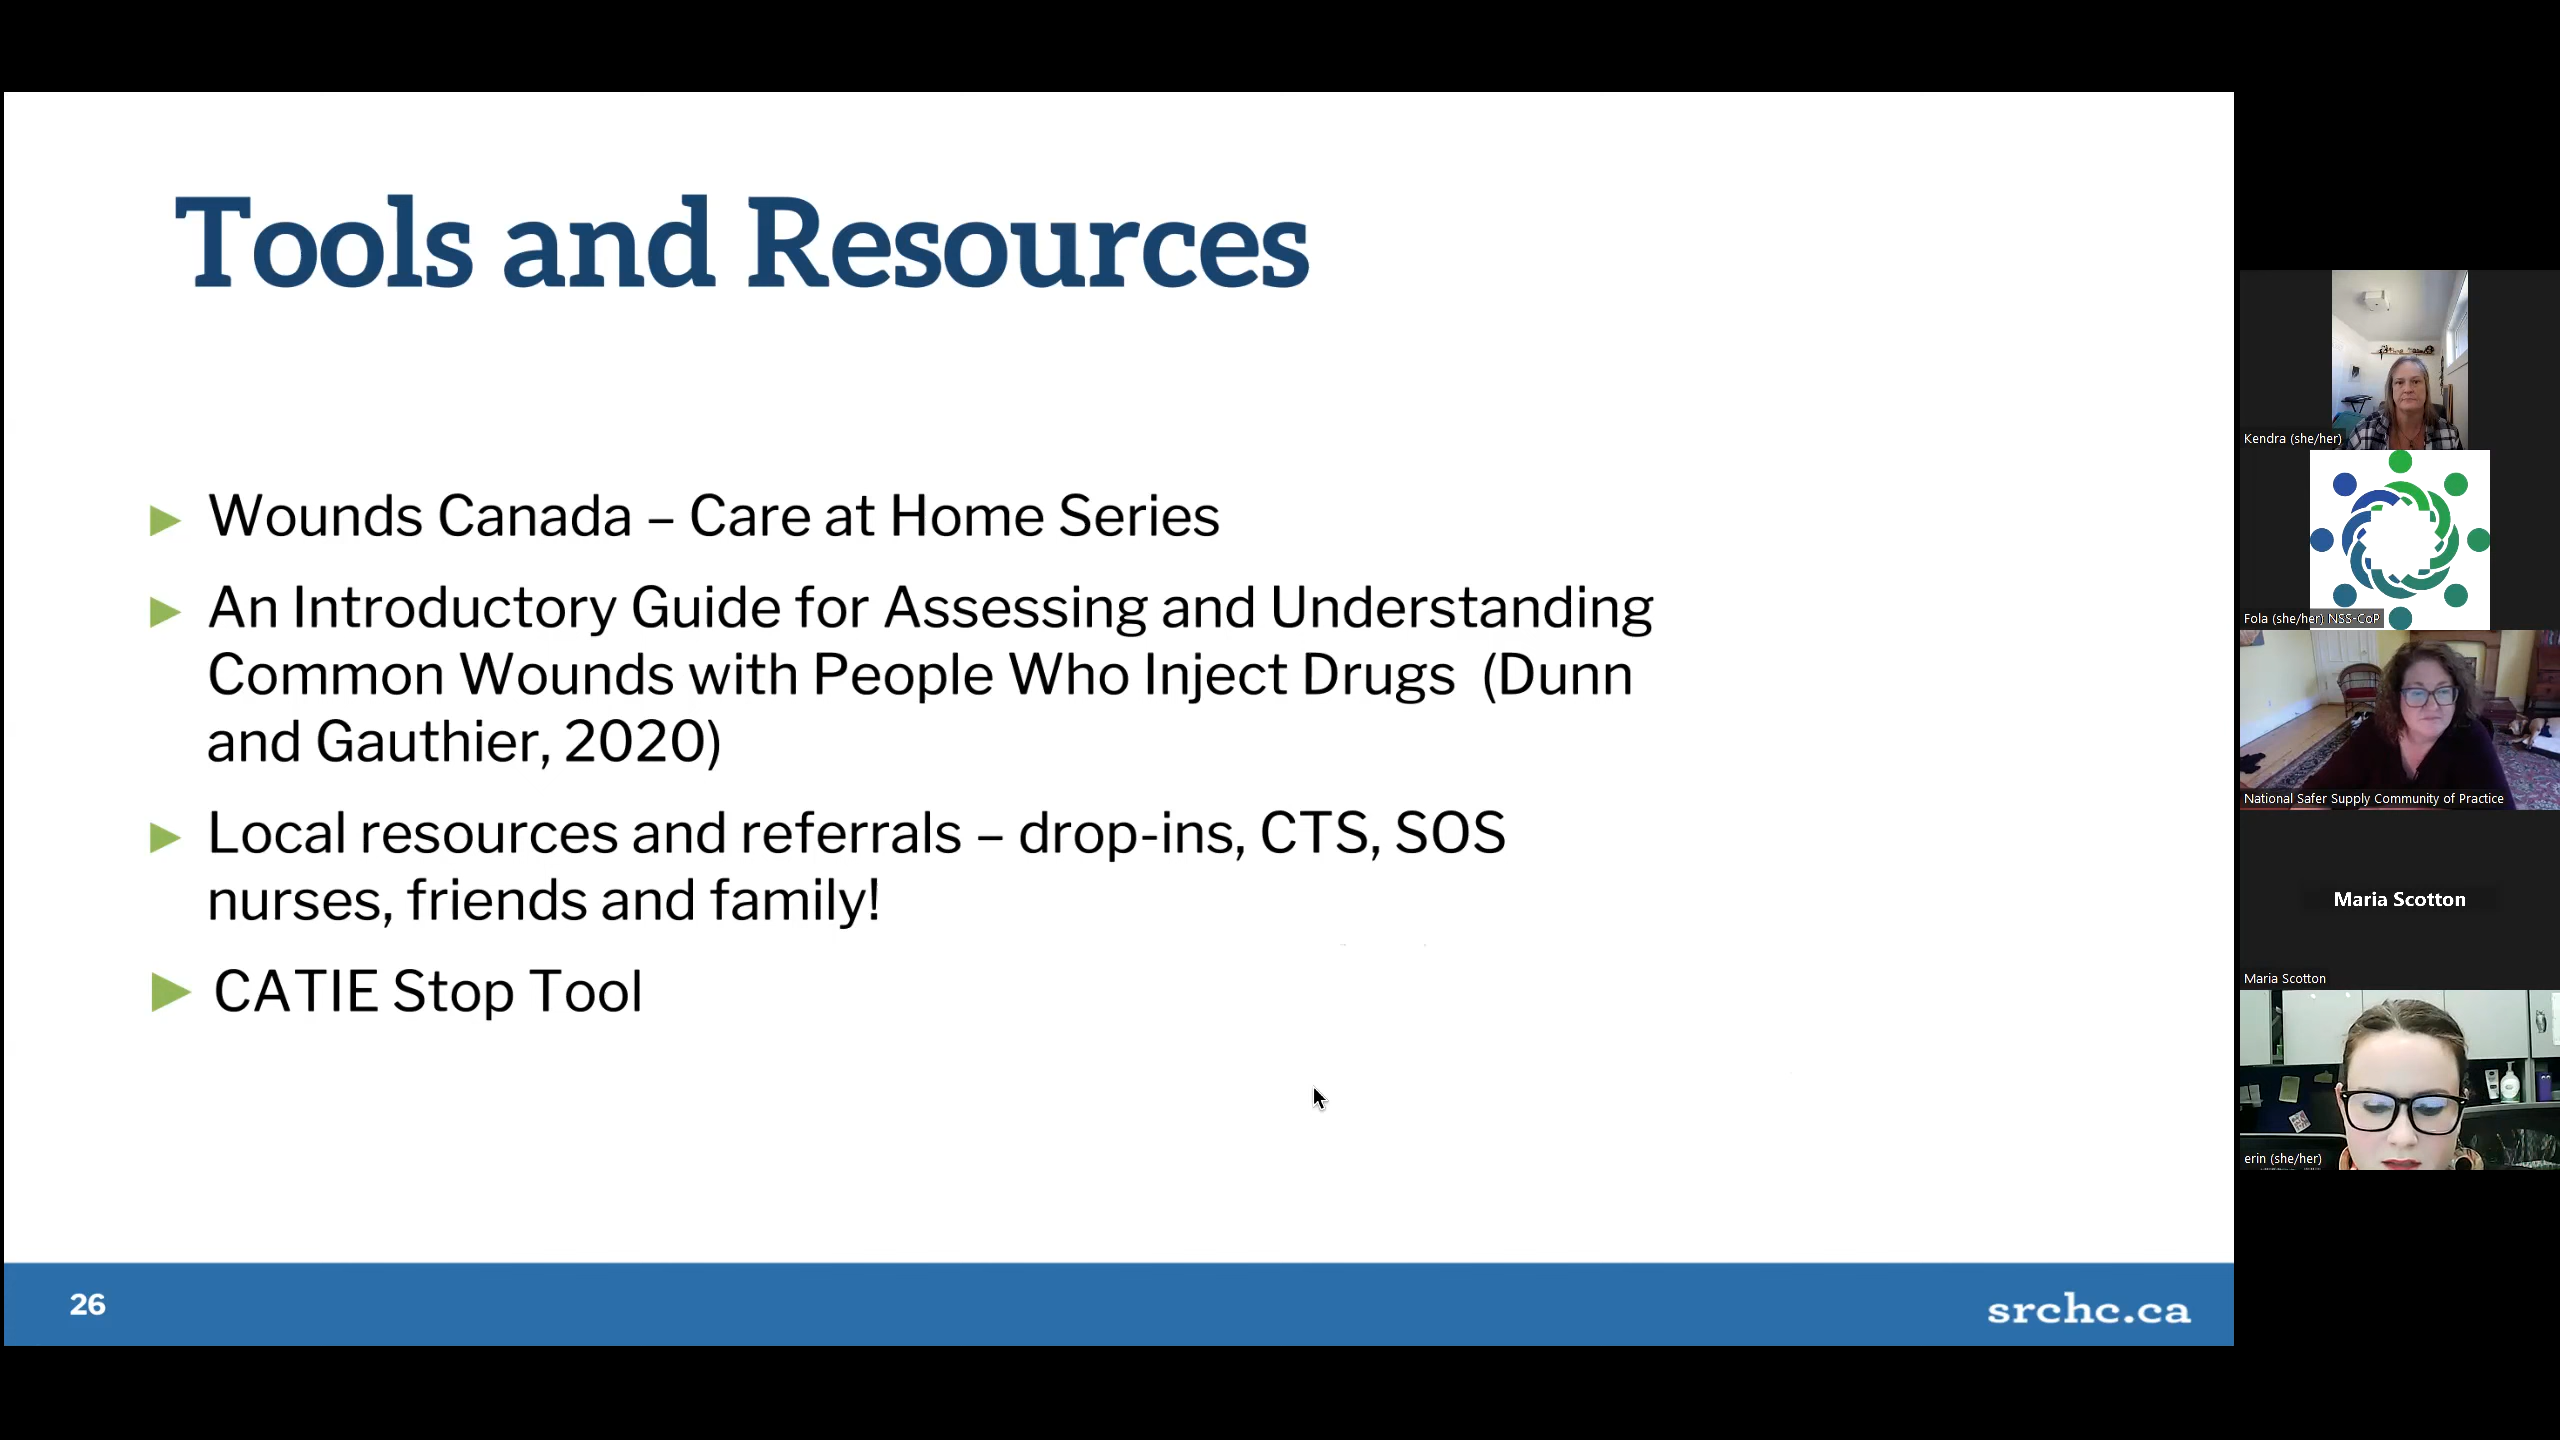 Tools and Resources
Wounds Canada – Care at Home Series
An Introductory Guide for Assessing and Understanding
Common Wounds with People Who Inject Drugs (Dunn
and Gauthier, 2020)
Local resources and referrals – drop-ins, CTS, SOS
nurses, friends and family!
CATIE Stop Tool
26
srchc.ca
Kendra (she/her)
Fola (she/her) NSS-CoP
National Safer Supply Community of Practice
Maria Scotton
Maria Scotton
erin (she/her)